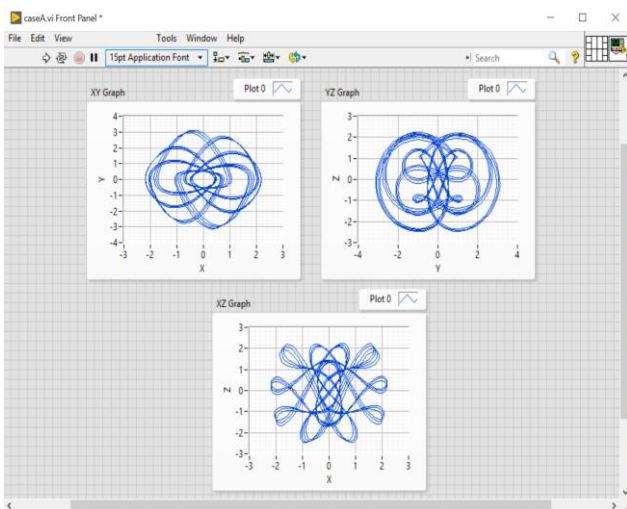 caseA.vi Front Panel *
File Edit View Tools Window Help
15pt Application Font
Search
XY Graph
Plot 0
4
3
2
1
0
-1
-2
-3
-4
Y
-3 -2 -1 0 1 2 3
X
YZ Graph
Plot 0
3
2
1
0
-1
-2
-3
Z
-4 -2 0 2 4
Y
XZ Graph
Plot 0
3
2
1
0
-1
-2
-3
Z
-3 -2 -1 0 1 2 3
X